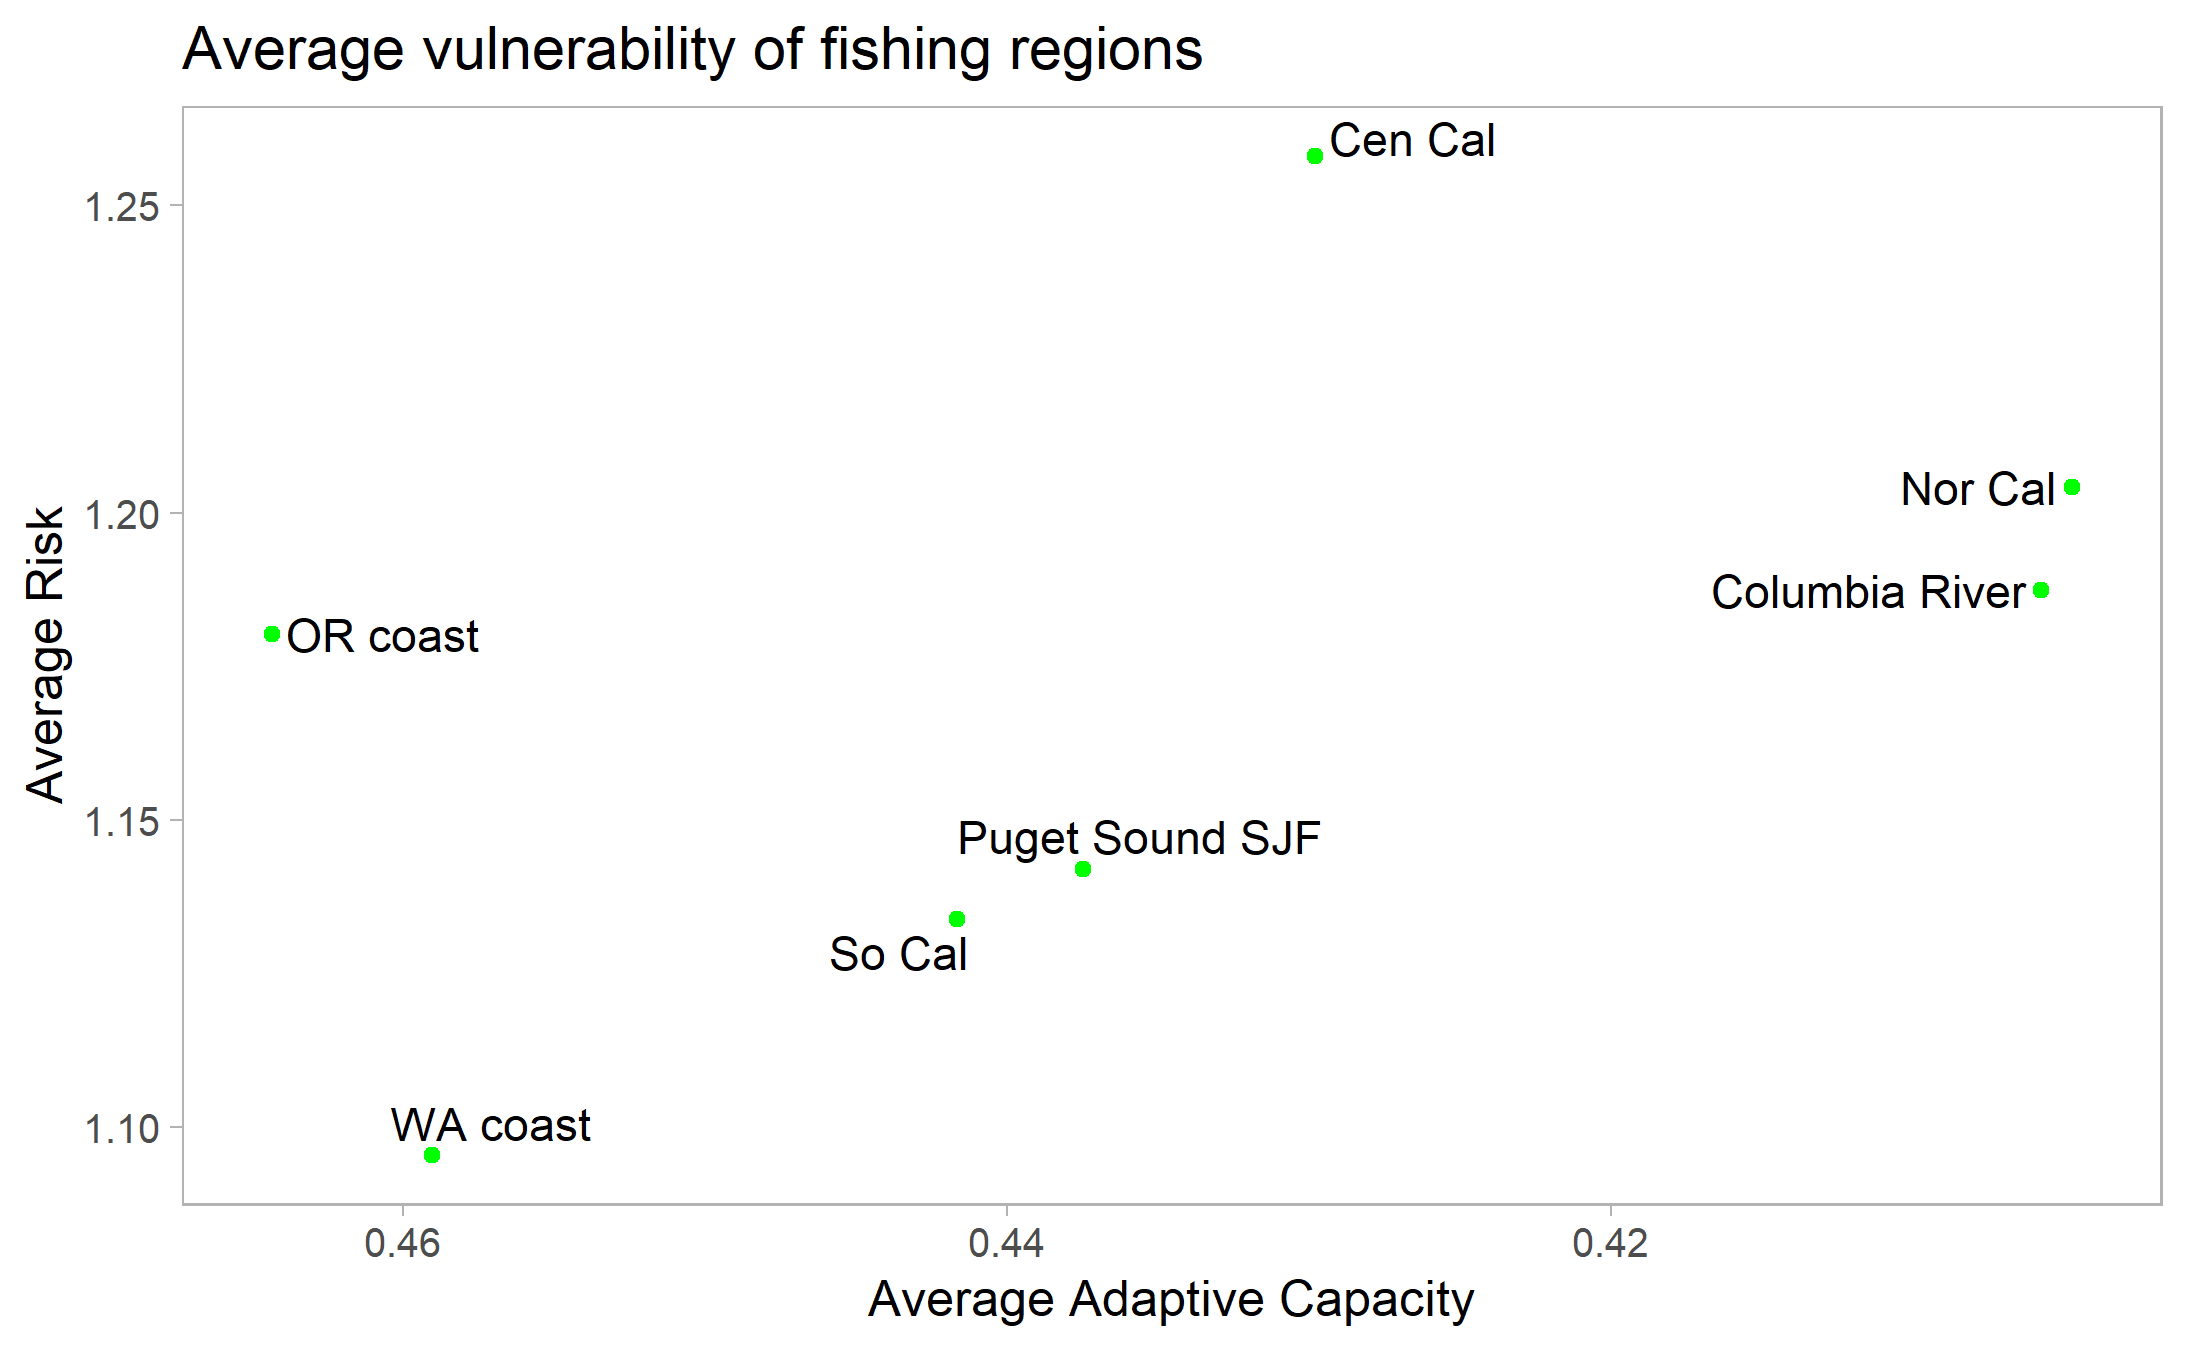 Average vulnerability of fishing regions
Cen Cal
1.25
Nor Cal
1.20
Columbia River
OR coast
Average Risk
1.15
Puget Sound SJF
So Cal
WA coast
1.10
0.46
0.44
0.42
Average Adaptive Capacity